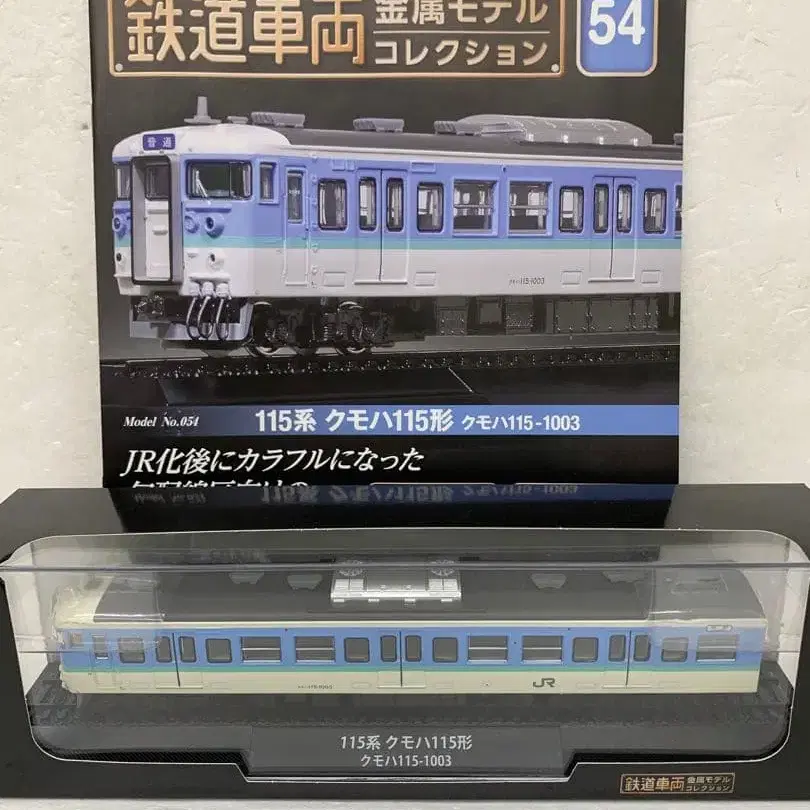 鉄道車両
金属モデル
コレクション
54
普通
クモハ115-1003
Model No.054
115系 クモハ115形 クモハ115-1003
JR化後にカラフルになった
JR
115系 クモハ115形
クモハ115-1003
鉄道車両 金属モデル
コレクション